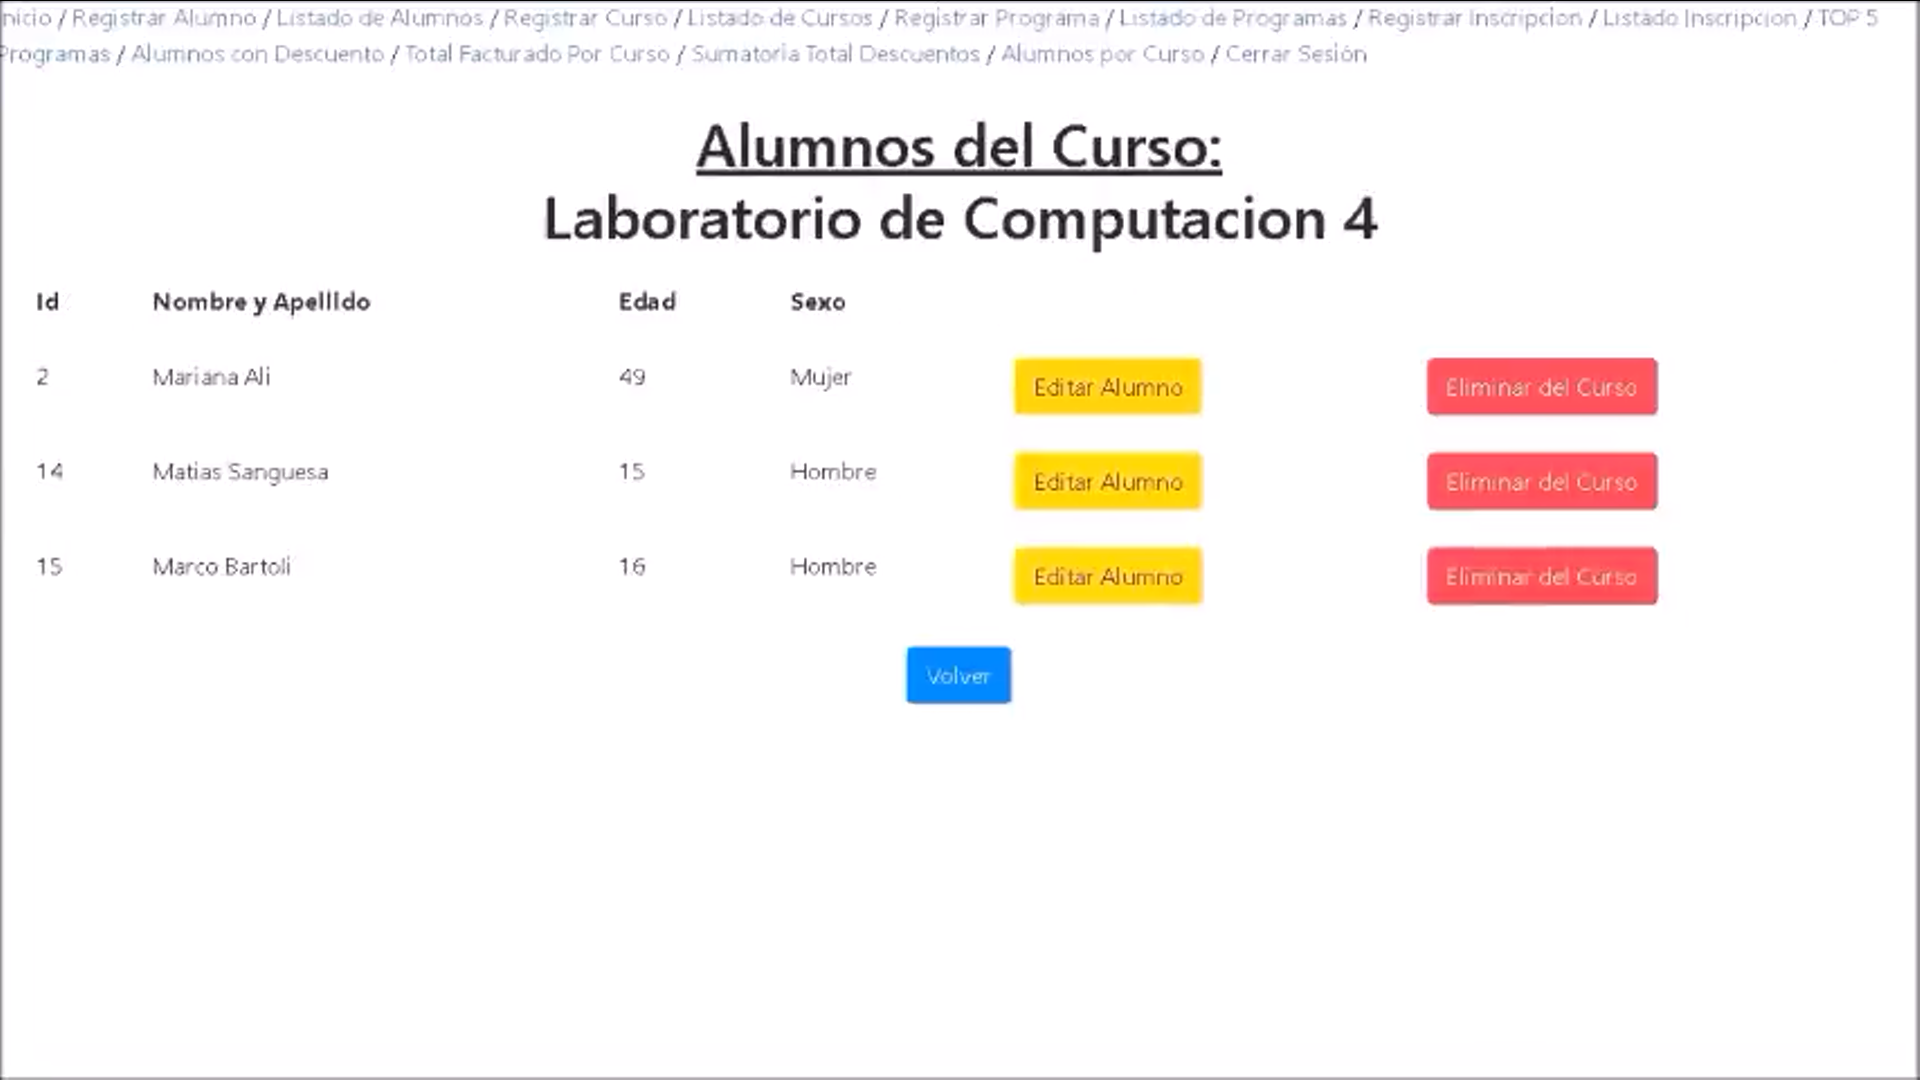 nicio / Registrar Alumno / Listado de Alumnos / Registrar Curso / Listado de Cursos / Registrar Programa / Listado de Programas / Registrar Inscripcion / Listado Inscripcion / TOP 5
Programas / Alumnos con Descuento / Total Facturado Por Curso / Sumatoria Total Descuentos / Alumnos por Curso / Cerrar Sesión
Alumnos del Curso:
Laboratorio de Computacion 4
Id Nombre y Apellido Edad Sexo
2 Mariana Ali 49 Mujer Editar Alumno Eliminar del Curso
14 Matias Sanguesa 15 Hombre Editar Alumno Eliminar del Curso
15 Marco Bartoli 16 Hombre Editar Alumno Eliminar del Curso
Volver